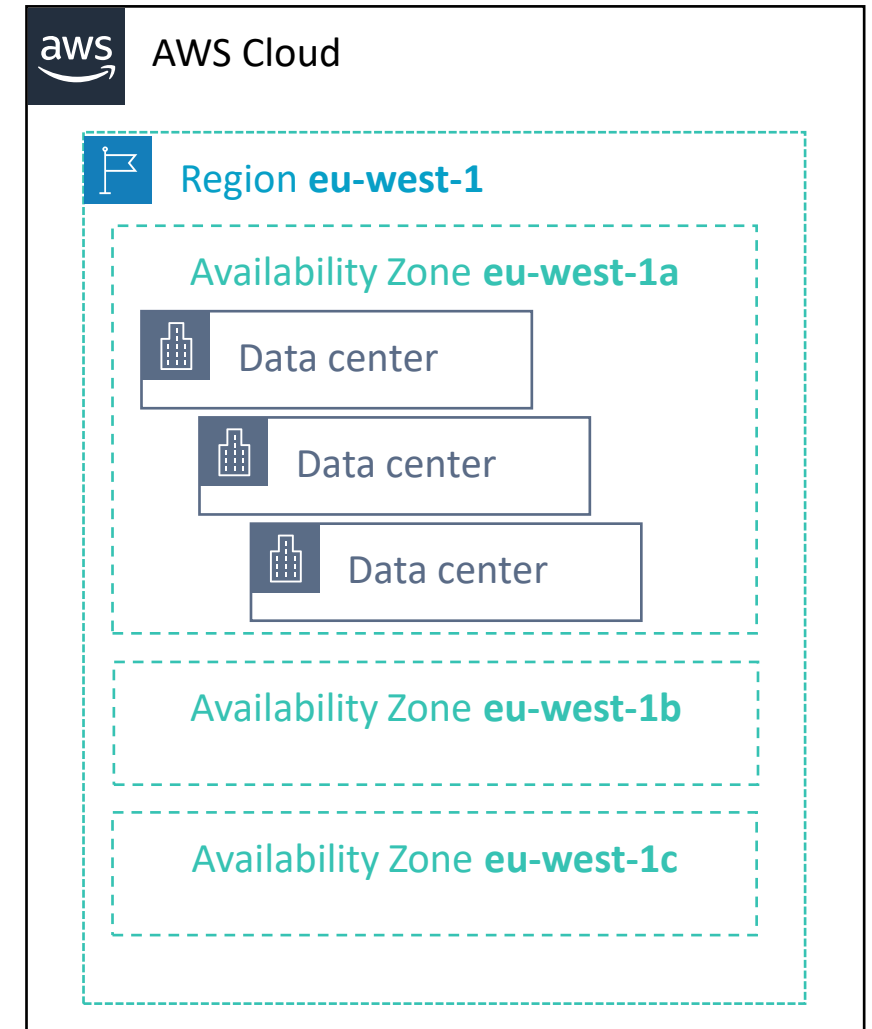 aws
AWS Cloud
Region eu-west-1
Availability Zone eu-west-1a
Data center
Data center
Data center
Availability Zone eu-west-1b
Availability Zone eu-west-1c